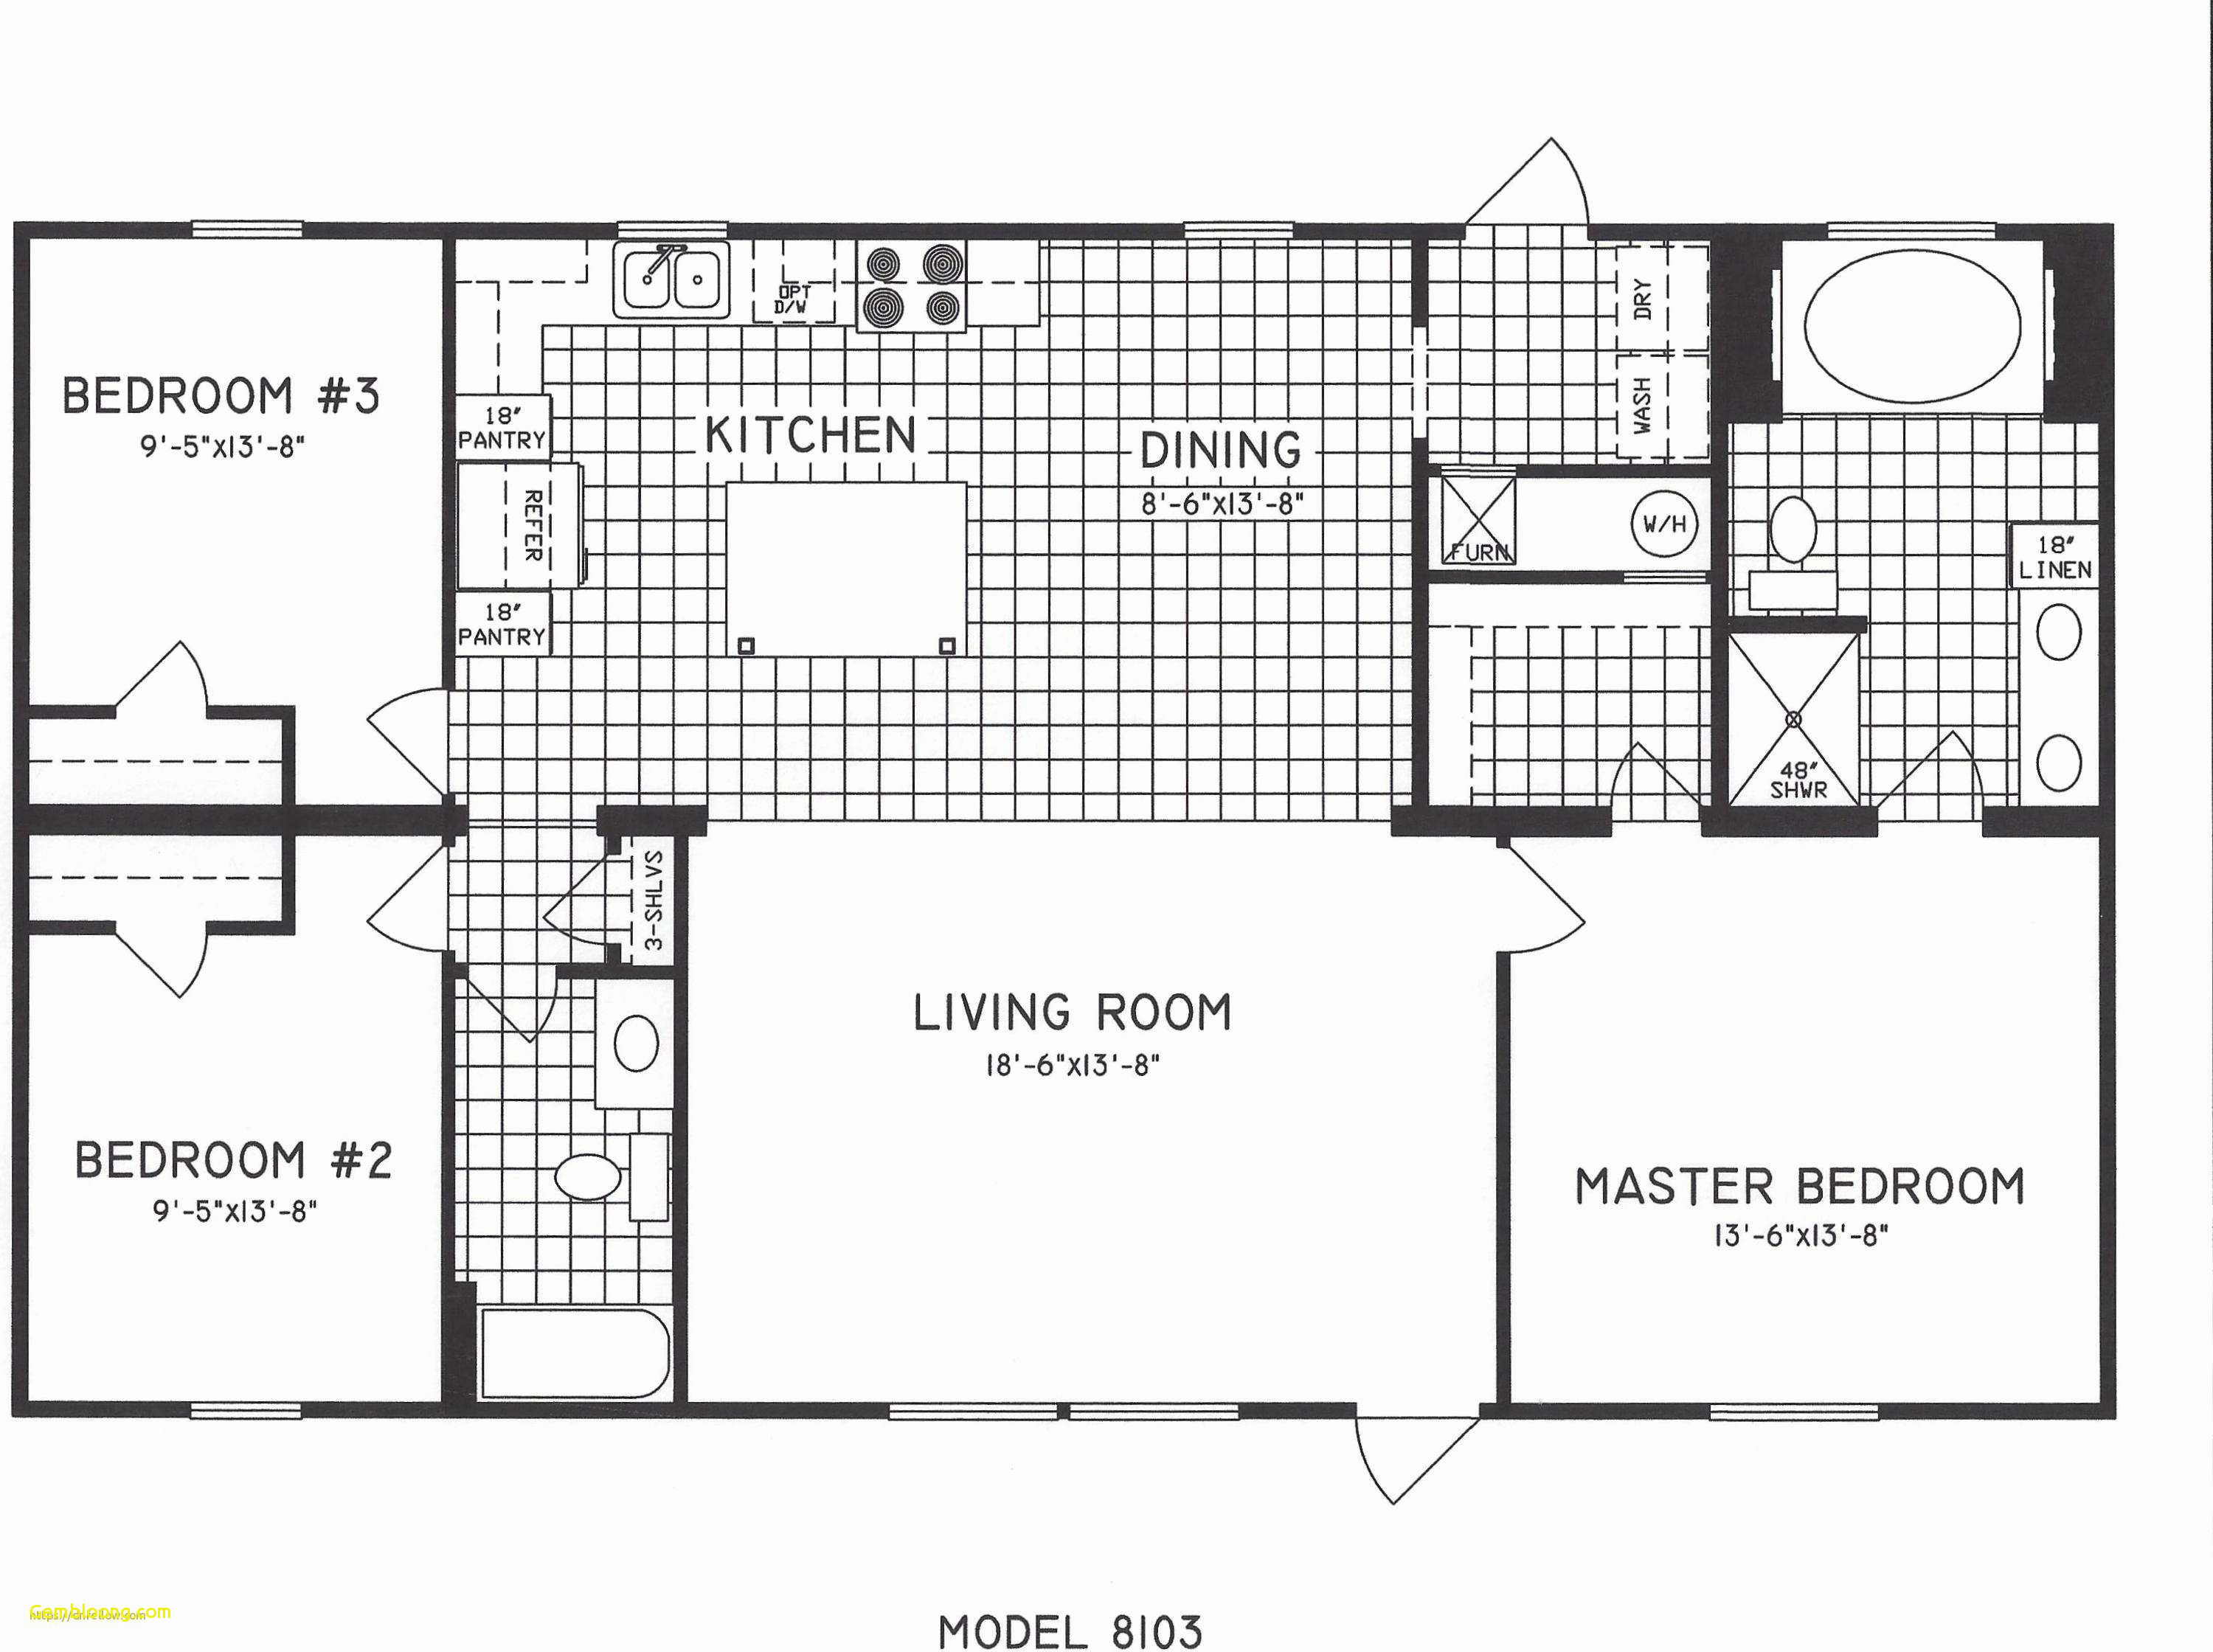 OPT
D/W
DRY
WASH
BEDROOM #3
9'-5"X13'-8"
18"
PANTRY
KITCHEN
DINING
8'-6"X13'-8"
REFER
FURN
W/H
18"
LINEN
18"
PANTRY
48"
SHWR
3-SHLVS
LIVING ROOM
18'-6"X13'-8"
BEDROOM #2
9'-5"X13'-8"
MASTER BEDROOM
13'-6"X13'-8"
Gembloong.com
MODEL 8103